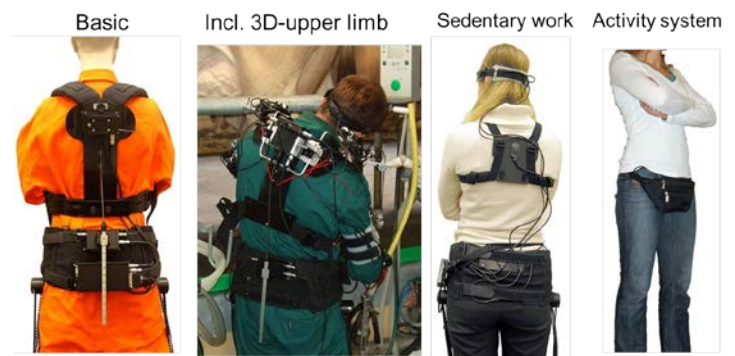 Basic
Incl. 3D-upper limb
Sedentary work
Activity system